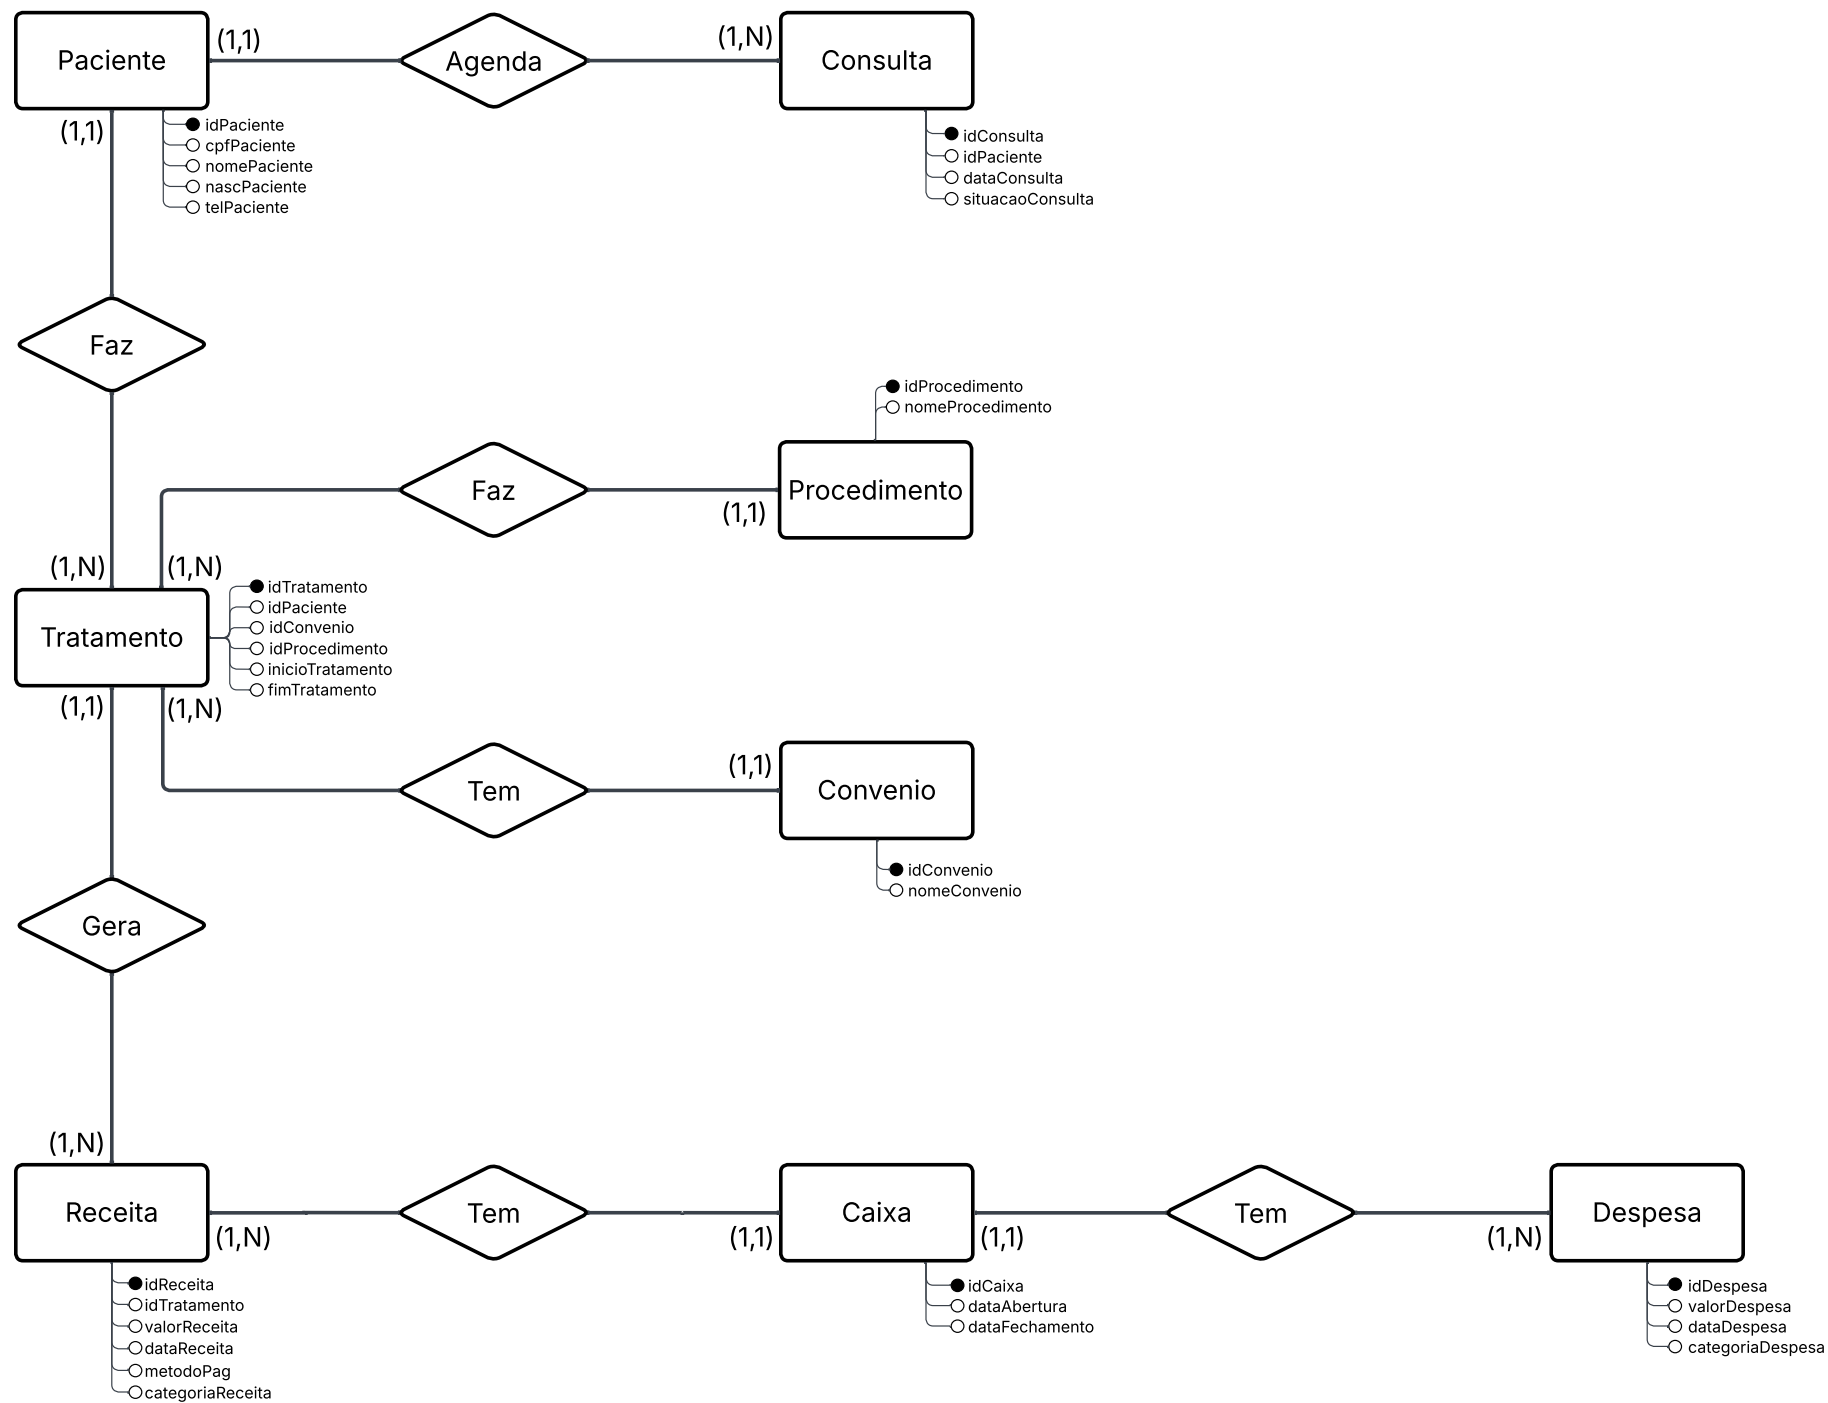 Paciente
(1,1)
Agenda
(1,N)
Consulta
(1,1)
idPaciente
cpfPaciente
nomePaciente
nascPaciente
telPaciente
idConsulta
idPaciente
dataConsulta
situacaoConsulta
Faz
idProcedimento
nomeProcedimento
Faz
Procedimento
(1,1)
(1,N)
(1,N)
Tratamento
idTratamento
idPaciente
idConvenio
idProcedimento
inicioTratamento
fimTratamento
(1,1)
(1,N)
Tem
(1,1)
Convenio
idConvenio
nomeConvenio
Gera
(1,N)
Receita
(1,N)
Tem
(1,1)
Caixa
(1,1)
Tem
(1,N)
Despesa
idReceita
idTratamento
valorReceita
dataReceita
metodoPag
categoriaReceita
idCaixa
dataAbertura
dataFechamento
idDespesa
valorDespesa
dataDespesa
categoriaDespesa